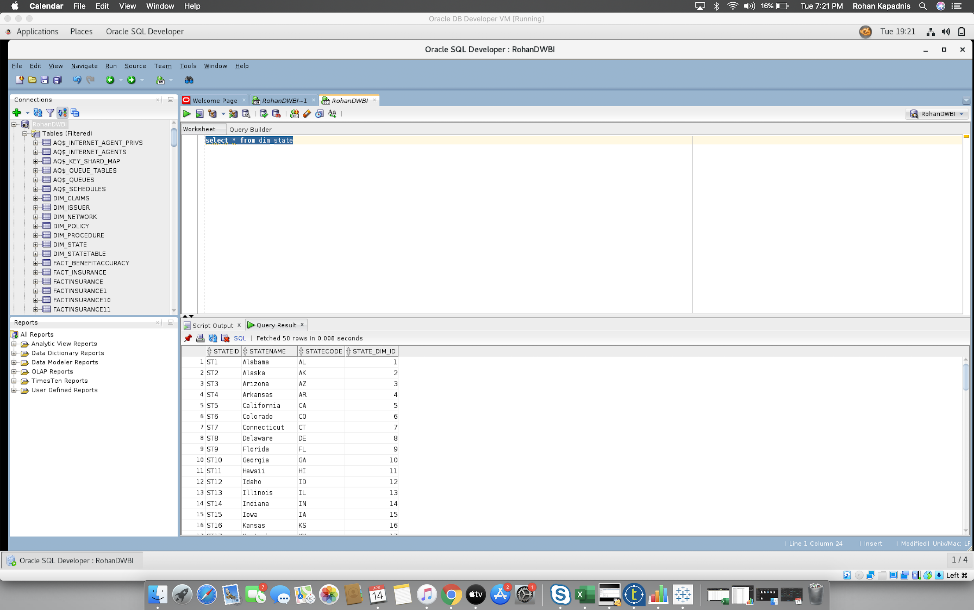 Calendar File Edit View Window Help 16% Tue 7:21 PM Rohan Kapadnis
Oracle DB Developer VM [Running]
Applications Places Oracle SQL Developer Tue 19:21
Oracle SQL Developer : RohanDWBI
File Edit View Navigate Run Source Team Tools Window Help
Connections
Welcome Page RohanDWBI~1 RohanDWBI
RohanDWBI
Worksheet Query Builder
select * from dim_state
Tables (Filtered)
AQ$_INTERNET_AGENT_PRIVS
AQ$_INTERNET_AGENTS
AQ$_KEY_SHARD_MAP
AQ$_QUEUE_TABLES
AQ$_QUEUES
AQ$_SCHEDULES
DIM_CLAIMS
DIM_ISSUER
DIM_NETWORK
DIM_POLICY
DIM_PROCEDURE
DIM_STATE
DIM_STATETABLE
FACT_BENEFITACCURACY
FACT_INSURANCE
FACTINSURANCE
FACTINSURANCE1
FACTINSURANCE10
FACTINSURANCE11
Reports
All Reports
Analytic View Reports
Data Dictionary Reports
Data Modeler Reports
OLAP Reports
TimesTen Reports
User Defined Reports
Script Output x Query Result x
SQL | Fetched 50 rows in 0.008 seconds
STATEID STATENAME STATECODE STATE_DIM_ID
1 ST1 Alabama AL 1
2 ST2 Alaska AK 2
3 ST3 Arizona AZ 3
4 ST4 Arkansas AR 4
5 ST5 California CA 5
6 ST6 Colorado CO 6
7 ST7 Connecticut CT 7
8 ST8 Delaware DE 8
9 ST9 Florida FL 9
10 ST10 Georgia GA 10
11 ST11 Hawaii HI 11
12 ST12 Idaho ID 12
13 ST13 Illinois IL 13
14 ST14 Indiana IN 14
15 ST15 Iowa IA 15
16 ST16 Kansas KS 16
Line 1 Column 24 Insert Modified Unix/Mac: LF
Oracle SQL Developer : RohanDWBI 1 / 4
Left ⌘
14
tv